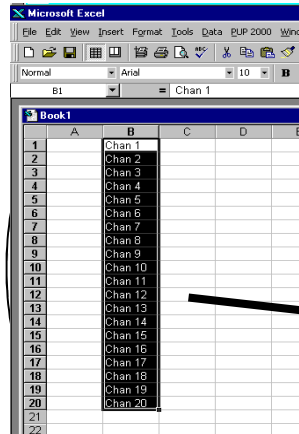 Microsoft Excel
File Edit View Insert Format Tools Data PUP 2000
Normal Arial 10 B
B1 = Chan 1
Book1
A B C D
1 Chan 1
2 Chan 2
3 Chan 3
4 Chan 4
5 Chan 5
6 Chan 6
7 Chan 7
8 Chan 8
9 Chan 9
10 Chan 10
11 Chan 11
12 Chan 12
13 Chan 13
14 Chan 14
15 Chan 15
16 Chan 16
17 Chan 17
18 Chan 18
19 Chan 19
20 Chan 20
21
22